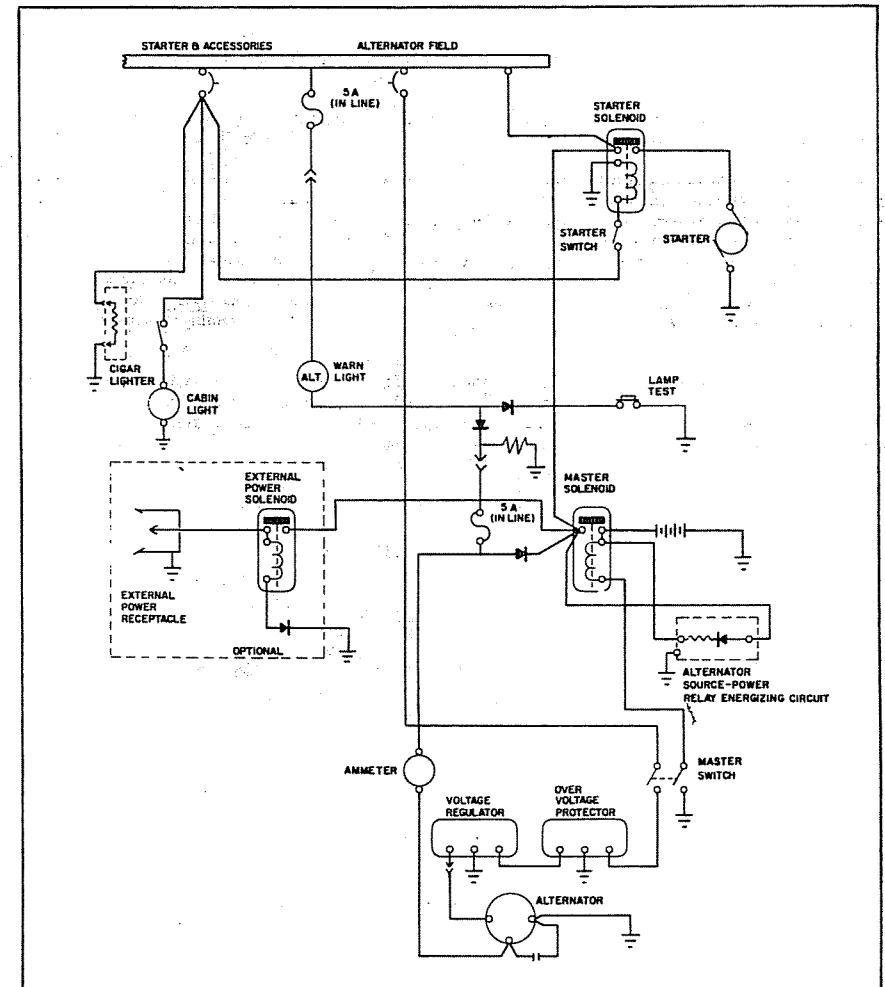 STARTER & ACCESSORIES
ALTERNATOR FIELD
5 A
(IN LINE)
STARTER
SOLENOID
STARTER
SWITCH
STARTER
CIGAR
LIGHTER
CABIN
LIGHT
ALT.
WARN
LIGHT
LAMP
TEST
EXTERNAL
POWER
SOLENOID
MASTER
SOLENOID
5 A
(IN LINE)
EXTERNAL
POWER
RECEPTACLE
OPTIONAL
ALTERNATOR
SOURCE-POWER
RELAY ENERGIZING CIRCUIT
AMMETER
MASTER
SWITCH
VOLTAGE
REGULATOR
OVER
VOLTAGE
PROTECTOR
ALTERNATOR